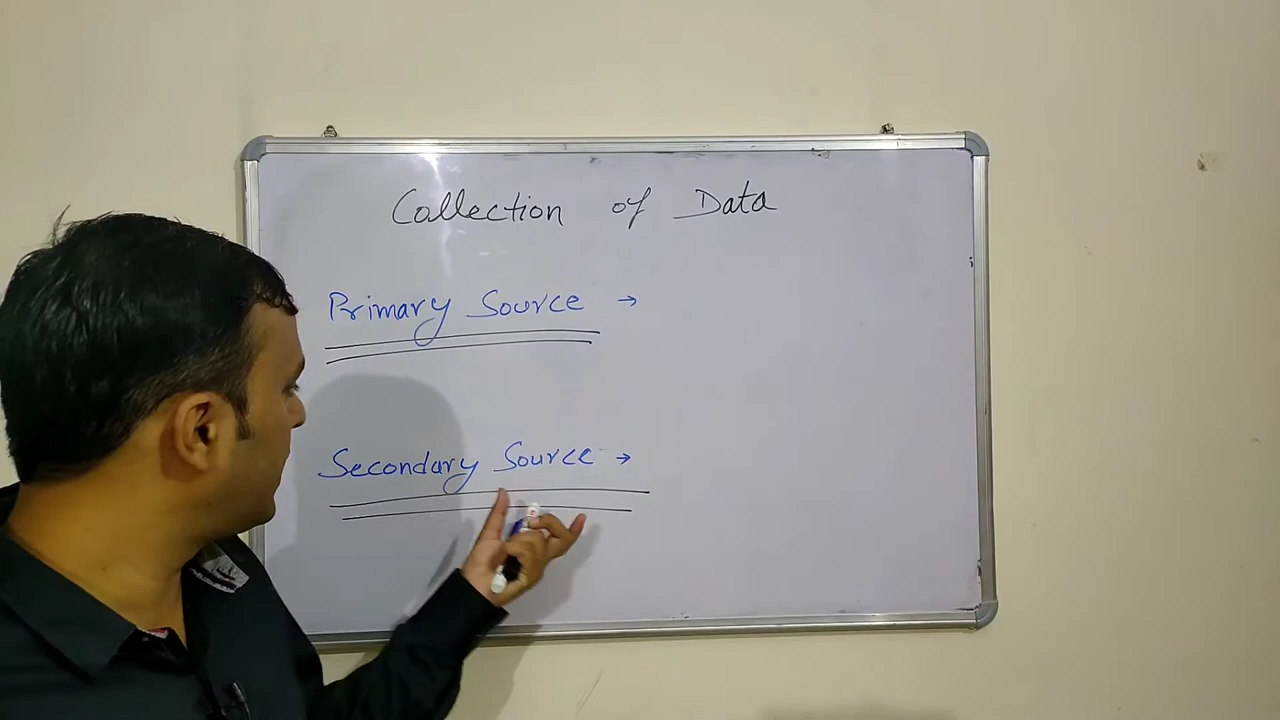 Collection of Data
Primary Source →
Secondary Source →